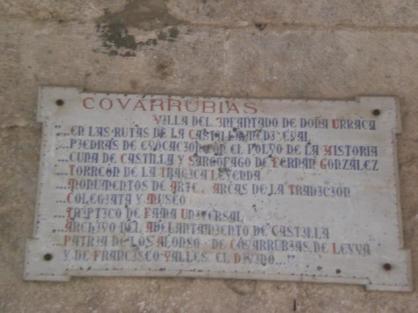 COVARRUBIAS
VILLA DEL INFANTADO DE DOÑA URRACA
"...EN LAS RUTAS DE LA CASTILLA MEDIEVAL
...PIEDRAS DE EVOCACION CON EL POLVO DE LA HISTORIA
...CUNA DE CASTILLA Y SARCOFAGO DE FERNAN GONZALEZ
...TORREON DE LA TRAGICA LEYENDA
...MONUMENTOS DE ARTE, ARCAS DE LA TRADICION
...COLEGIATA Y MUSEO
...TRIPTICO DE FAMA UNIVERSAL
...ARCHIVO DEL ADELANTAMIENTO DE CASTILLA
...PATRIA DE LOS ALONSO DE COVARRUBIAS, DE LEYVA
Y DE FRANCISCO VALLES, EL DIVINO..."